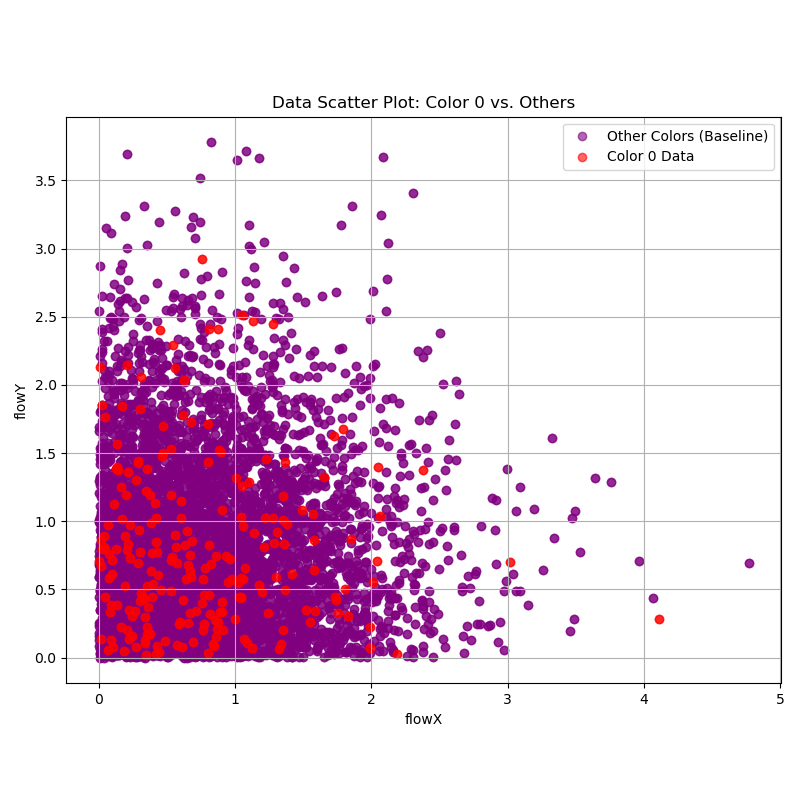 Data Scatter Plot: Color 0 vs. Others
Other Colors (Baseline)
Color 0 Data
flowY
3.5
3.0
2.5
2.0
1.5
1.0
0.5
0.0
0 1 2 3 4 5
flowX